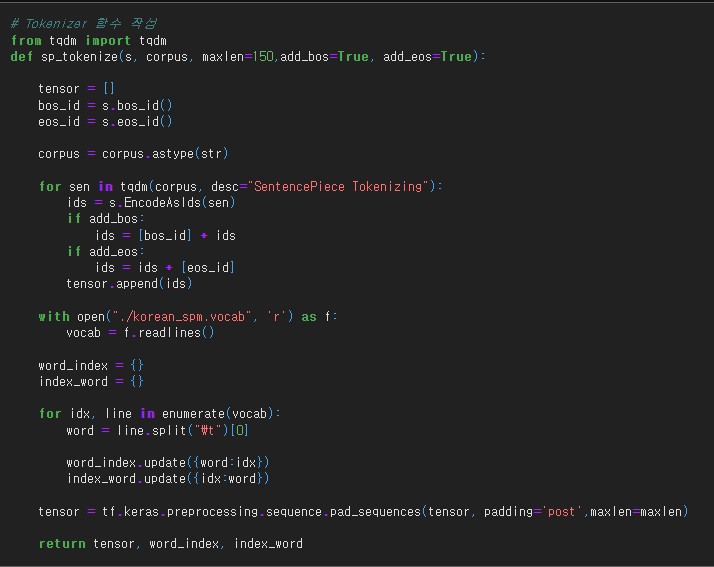 # Tokenizer 함수 작성
from tqdm import tqdm
def sp_tokenize(s, corpus, maxlen=150,add_bos=True, add_eos=True):
    tensor = []
    bos_id = s.bos_id()
    eos_id = s.eos_id()
    corpus = corpus.astype(str)
    for sen in tqdm(corpus, desc="SentencePiece Tokenizing"):
        ids = s.EncodeAsIds(sen)
        if add_bos:
            ids = [bos_id] + ids
        if add_eos:
            ids = ids + [eos_id]
        tensor.append(ids)
    with open("./korean_spm.vocab", 'r') as f:
        vocab = f.readlines()
    word_index = {}
    index_word = {}
    for idx, line in enumerate(vocab):
        word = line.split("₩t")[0]
        word_index.update({word:idx})
        index_word.update({idx:word})
    tensor = tf.keras.preprocessing.sequence.pad_sequences(tensor, padding='post',maxlen=maxlen)
    return tensor, word_index, index_word